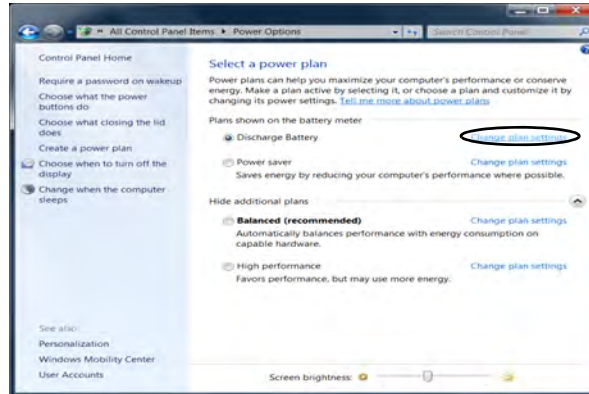 All Control Panel Items Power Options Search Control Panel
Control Panel Home
Require a password on wakeup
Choose what the power
buttons do
Choose what closing the lid
does
Create a power plan
Choose when to turn off the
display
Change when the computer
sleeps
See also
Personalization
Windows Mobility Center
User Accounts
Select a power plan
Power plans can help you maximize your computer's performance or conserve
energy. Make a plan active by selecting it, or choose a plan and customize it by
changing its power settings. Tell me more about power plans
Plans shown on the battery meter
Discharge Battery Change plan settings
Power saver Change plan settings
Saves energy by reducing your computer's performance where possible.
Hide additional plans
Balanced (recommended) Change plan settings
Automatically balances performance with energy consumption on
capable hardware.
High performance Change plan settings
Favors performance, but may use more energy.
Screen brightness: